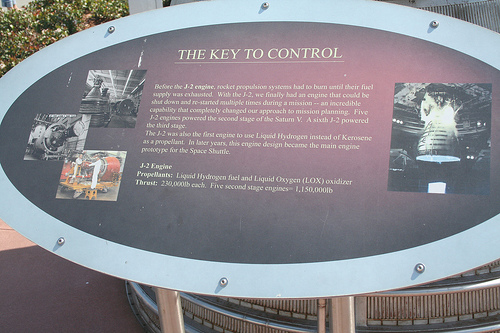 THE KEY TO CONTROL
Before the J-2 engine, rocket propulsion systems had to burn until their fuel
supply was exhausted. With the J-2, we finally had an engine that could be
shut down and re-started multiple times during a mission -- an incredible
capability that completely changed our approach to mission planning. Five
J-2 engines powered the second stage of the Saturn V. A sixth J-2 powered
the third stage.
The J-2 was also the first engine to use Liquid Hydrogen instead of Kerosene
as a propellant. In later years, this engine design became the main engine
prototype for the Space Shuttle.
J-2 Engine
Propellants: Liquid Hydrogen fuel and Liquid Oxygen (LOX) oxidizer
Thrust: 230,000lb each. Five second stage engines= 1,150,000lb